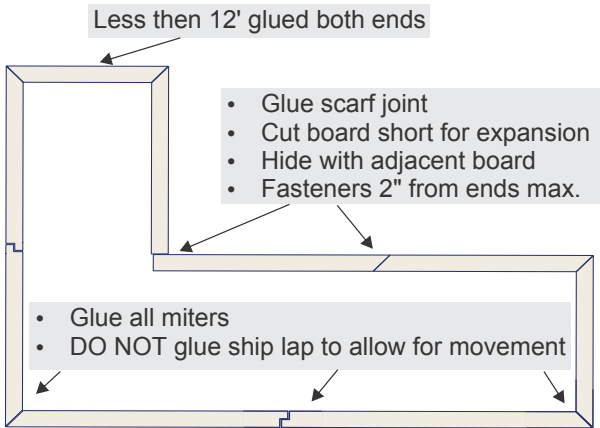 Less then 12' glued both ends
• Glue scarf joint
• Cut board short for expansion
• Hide with adjacent board
• Fasteners 2" from ends max.
• Glue all miters
• DO NOT glue ship lap to allow for movement